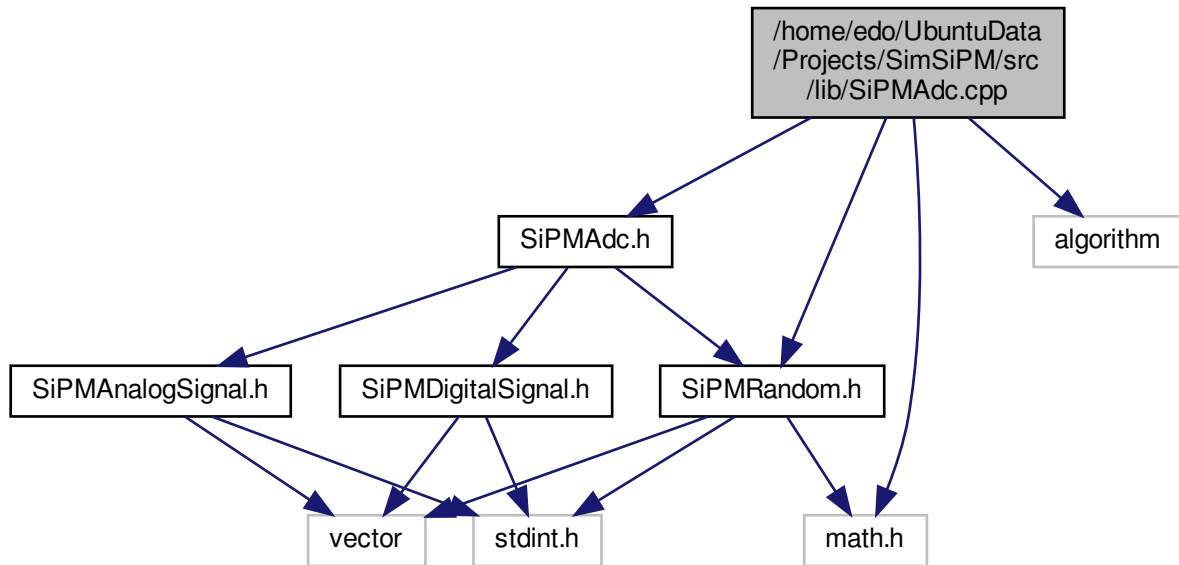 /home/edo/UbuntuData
/Projects/SimSiPM/src
/lib/SiPMAdc.cpp
SiPMAdc.h
algorithm
SiPMAnalogSignal.h
SiPMDigitalSignal.h
SiPMRandom.h
vector
stdint.h
math.h